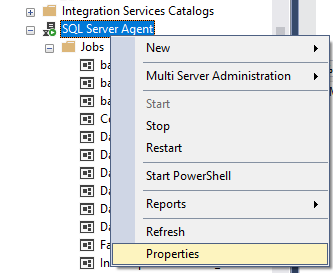 Integration Services Catalogs
SQL Server Agent
Jobs
New
Multi Server Administration
Start
Stop
Restart
Start PowerShell
Reports
Refresh
Properties